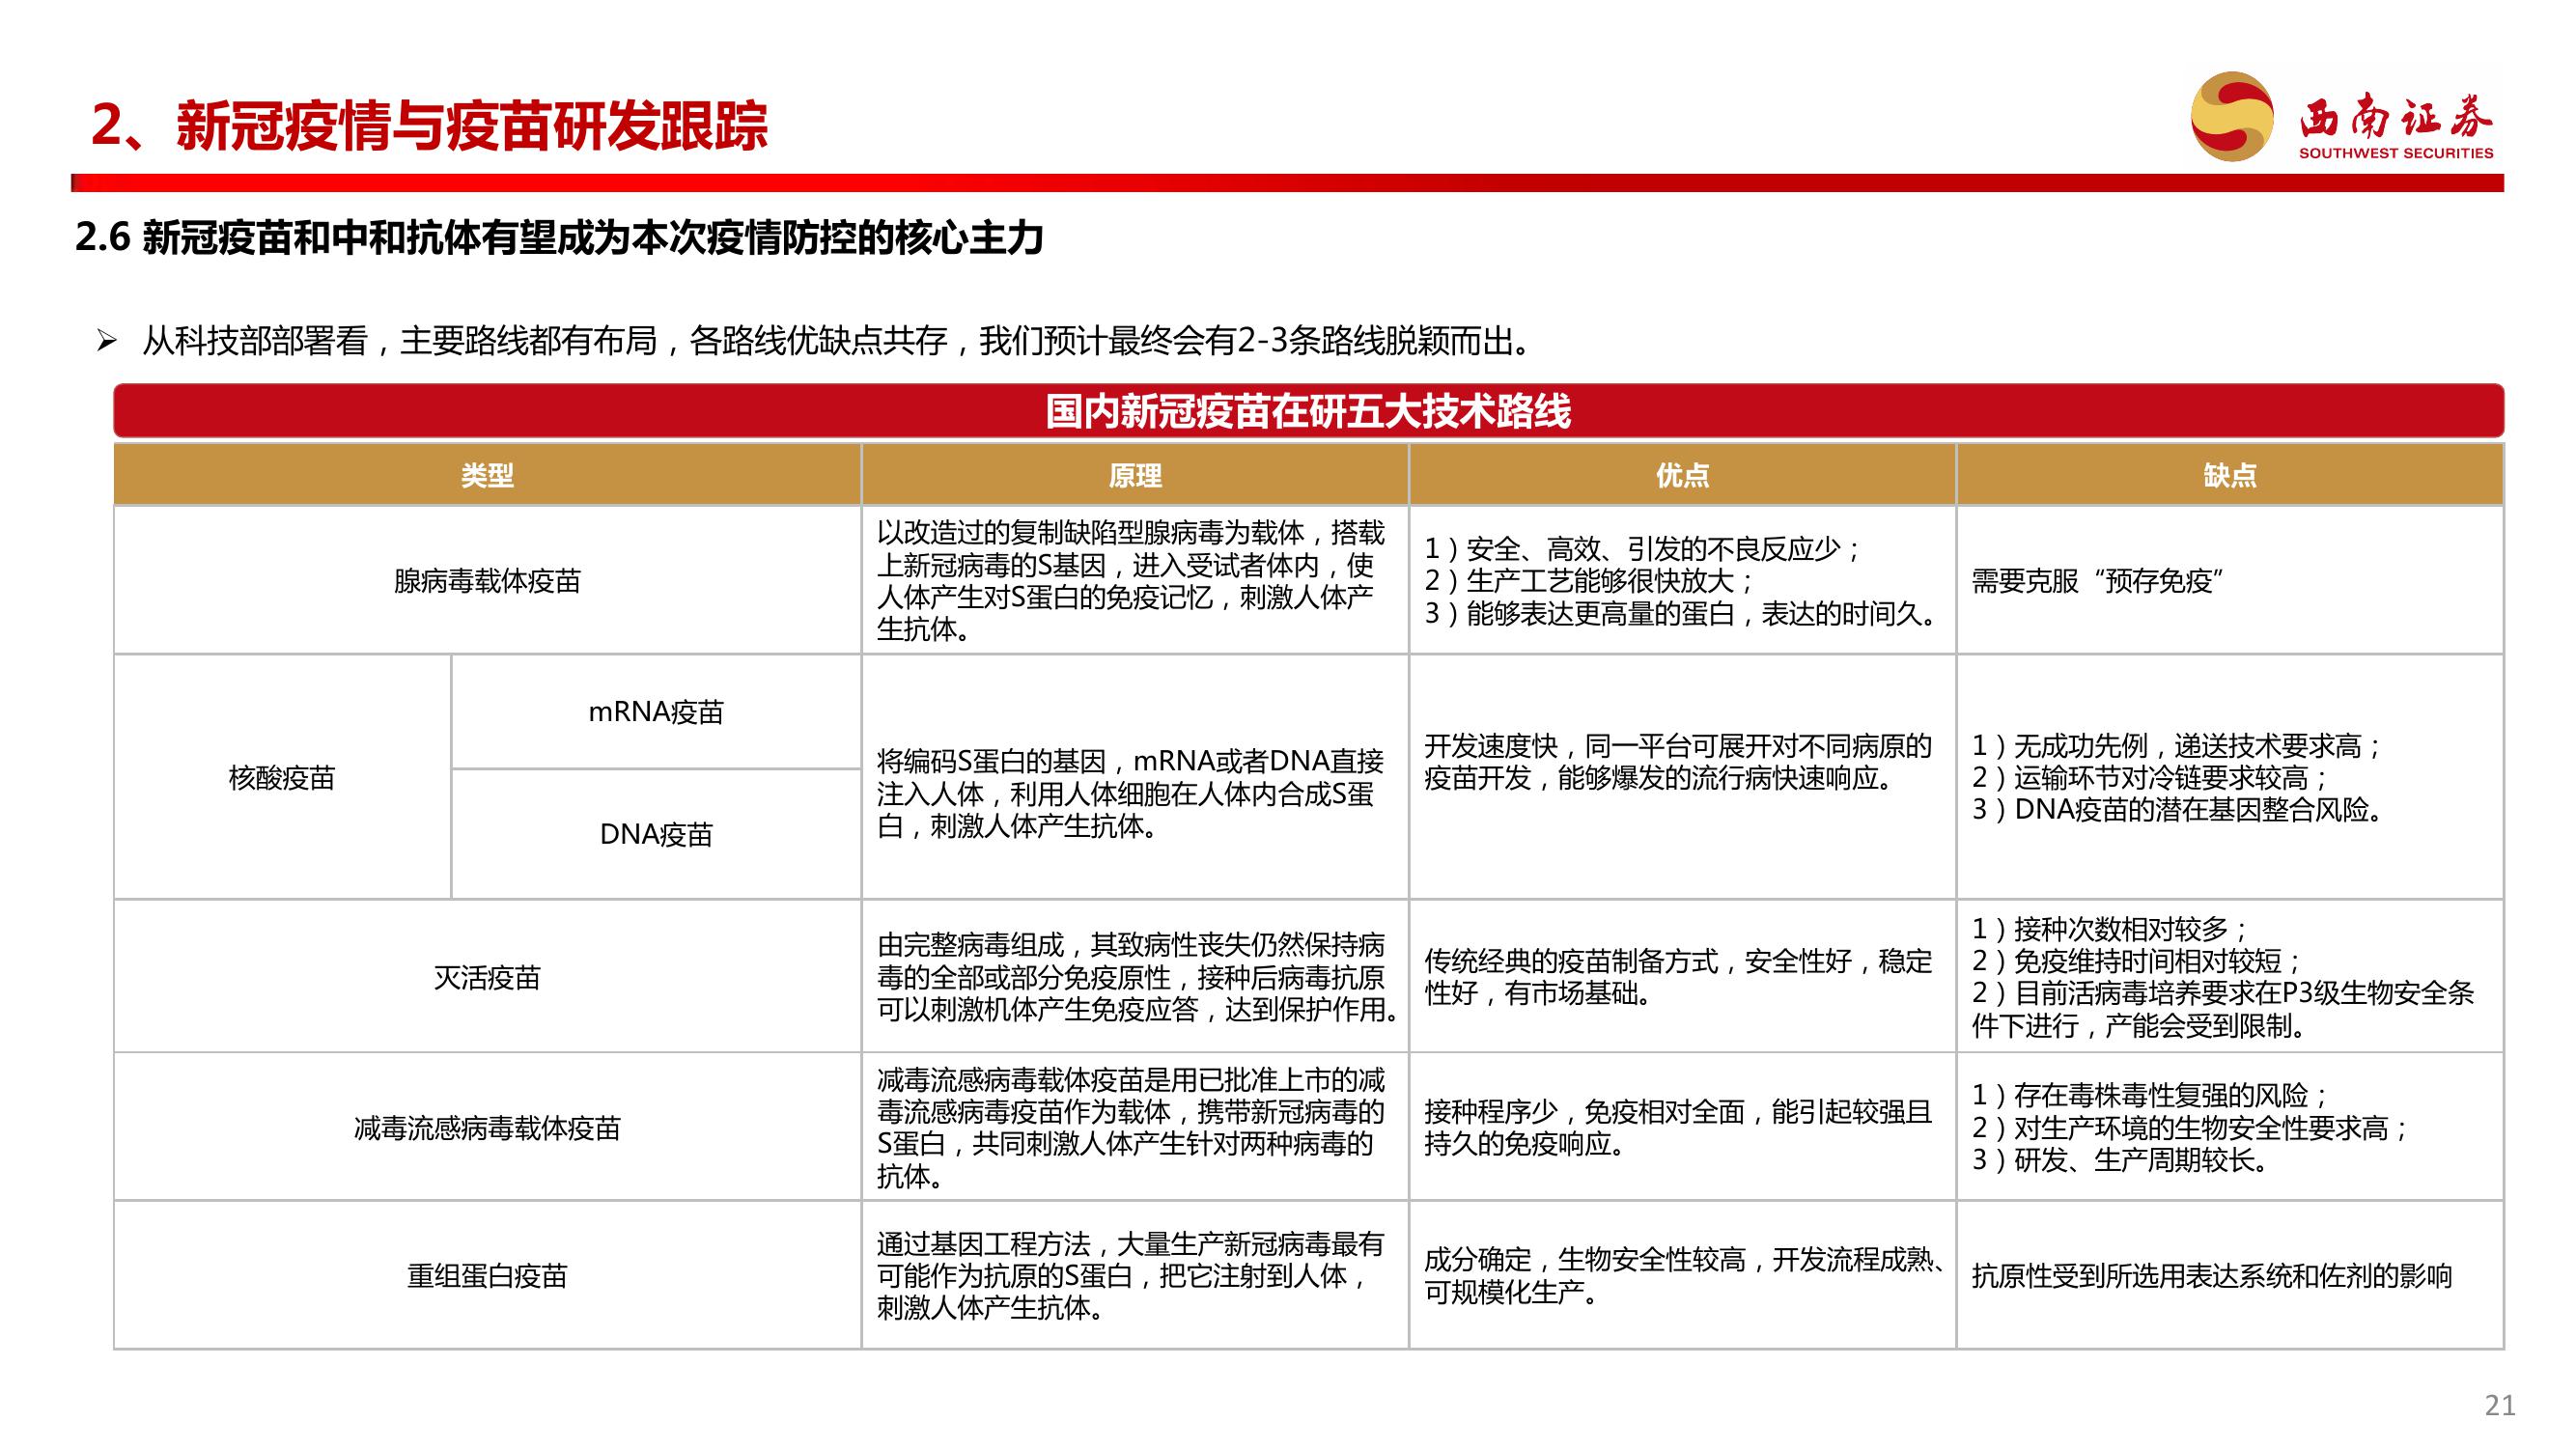 2、新冠疫情与疫苗研发跟踪
西南证券
SOUTHWEST SECURITIES
2.6 新冠疫苗和中和抗体有望成为本次疫情防控的核心主力
➢ 从科技部部署看，主要路线都有布局，各路线优缺点共存，我们预计最终会有2-3条路线脱颖而出。
国内新冠疫苗在研五大技术路线
类型
原理
优点
缺点
腺病毒载体疫苗
以改造过的复制缺陷型腺病毒为载体，搭载
上新冠病毒的S基因，进入受试者体内，使
人体产生对S蛋白的免疫记忆，刺激人体产
生抗体。
1）安全、高效、引发的不良反应少；
2）生产工艺能够很快放大；
3）能够表达更高量的蛋白，表达的时间久。
需要克服“预存免疫”
核酸疫苗
mRNA疫苗
DNA疫苗
将编码S蛋白的基因，mRNA或者DNA直接
注入人体，利用人体细胞在人体内合成S蛋
白，刺激人体产生抗体。
开发速度快，同一平台可展开对不同病原的
疫苗开发，能够爆发的流行病快速响应。
1）无成功先例，递送技术要求高；
2）运输环节对冷链要求较高；
3）DNA疫苗的潜在基因整合风险。
灭活疫苗
由完整病毒组成，其致病性丧失仍然保持病
毒的全部或部分免疫原性，接种后病毒抗原
可以刺激机体产生免疫应答，达到保护作用。
传统经典的疫苗制备方式，安全性好，稳定
性好，有市场基础。
1）接种次数相对较多；
2）免疫维持时间相对较短；
2）目前活病毒培养要求在P3级生物安全条
件下进行，产能会受到限制。
减毒流感病毒载体疫苗
减毒流感病毒载体疫苗是用已批准上市的减
毒流感病毒疫苗作为载体，携带新冠病毒的
S蛋白，共同刺激人体产生针对两种病毒的
抗体。
接种程序少，免疫相对全面，能引起较强且
持久的免疫响应。
1）存在毒株毒性复强的风险；
2）对生产环境的生物安全性要求高；
3）研发、生产周期较长。
重组蛋白疫苗
通过基因工程方法，大量生产新冠病毒最有
可能作为抗原的S蛋白，把它注射到人体，
刺激人体产生抗体。
成分确定，生物安全性较高，开发流程成熟、
可规模化生产。
抗原性受到所选用表达系统和佐剂的影响
21